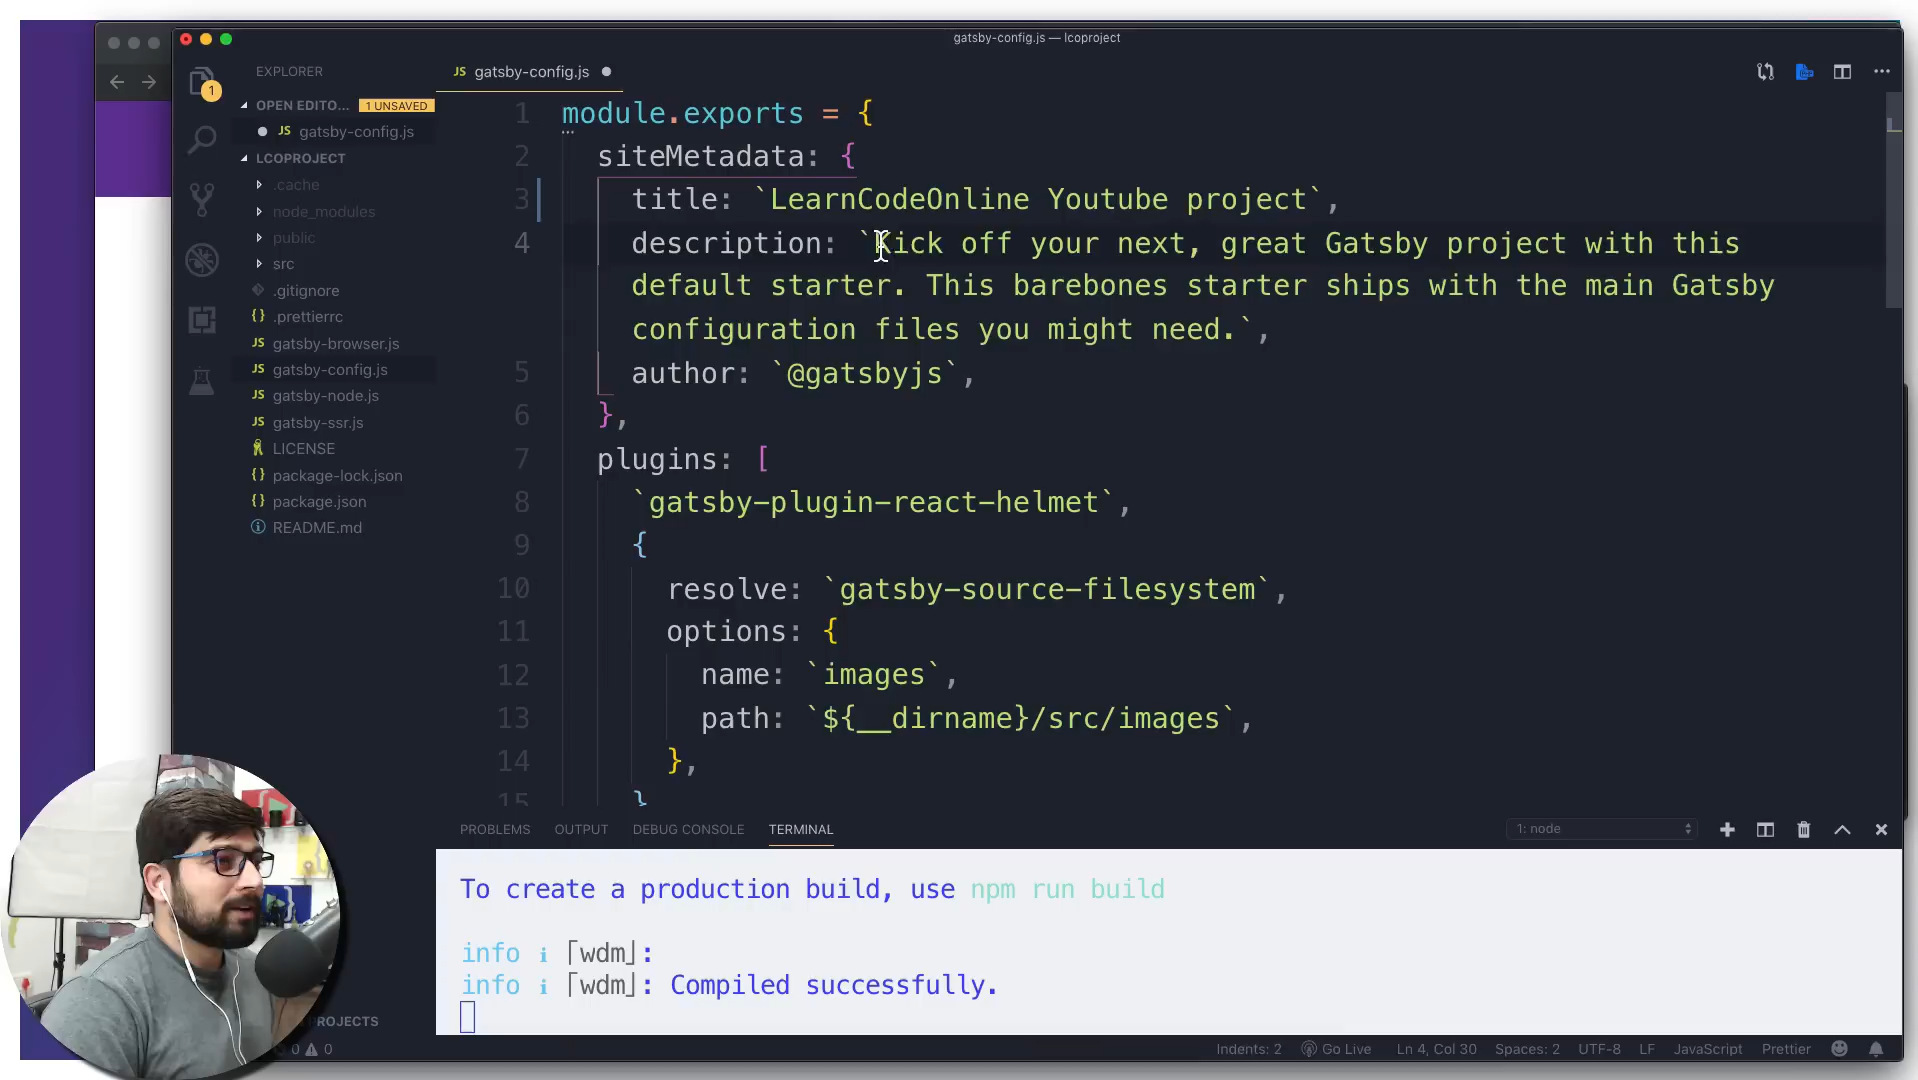 gatsby-config.js — lcoproject
EXPLORER
gatsby-config.js
1
OPEN EDITO... 1 UNSAVED
gatsby-config.js
LCOPROJECT
.cache
node_modules
public
src
.gitignore
.prettierrc
gatsby-browser.js
gatsby-config.js
gatsby-node.js
gatsby-ssr.js
LICENSE
package-lock.json
package.json
README.md
1 module.exports = {
2 siteMetadata: {
3 title: `LearnCodeOnline Youtube project`,
4 description: `Kick off your next, great Gatsby project with this
default starter. This barebones starter ships with the main Gatsby
configuration files you might need.`,
5 author: `@gatsbyjs`,
6 },
7 plugins: [
8 `gatsby-plugin-react-helmet`,
9 {
10 resolve: `gatsby-source-filesystem`,
11 options: {
12 name: `images`,
13 path: `${__dirname}/src/images`,
14 },
15 }
PROBLEMS OUTPUT DEBUG CONSOLE TERMINAL 1: node
To create a production build, use npm run build
info ℹ ｢wdm｣:
info ℹ ｢wdm｣: Compiled successfully.
PROJECTS
0 0
Indents: 2 Go Live Ln 4, Col 30 Spaces: 2 UTF-8 LF JavaScript Prettier